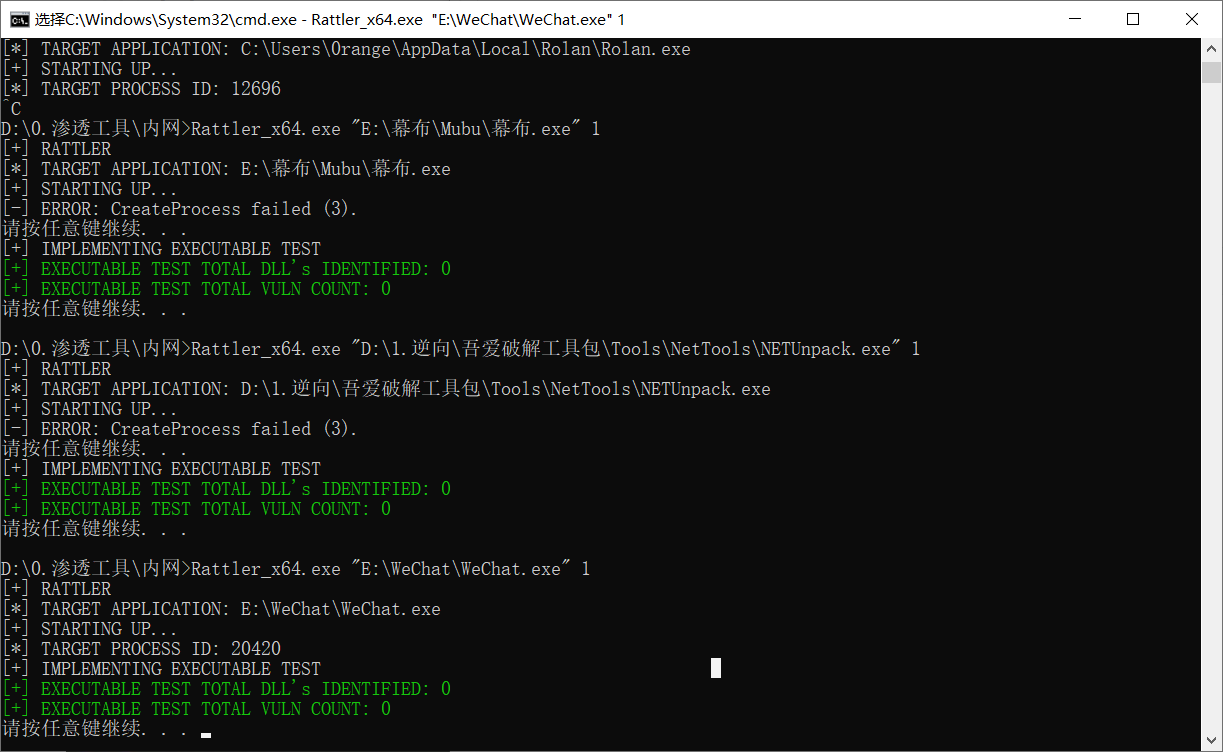 选择C:\Windows\System32\cmd.exe - Rattler_x64.exe  "E:\WeChat\WeChat.exe" 1
[*] TARGET APPLICATION: C:\Users\Orange\AppData\Local\Rolan\Rolan.exe
[+] STARTING UP...
[*] TARGET PROCESS ID: 12696
^C
D:\0.渗透工具\内网>Rattler_x64.exe "E:\幕布\Mubu\幕布.exe" 1
[+] RATTLER
[*] TARGET APPLICATION: E:\幕布\Mubu\幕布.exe
[+] STARTING UP...
[-] ERROR: CreateProcess failed (3).
请按任意键继续. . .
[+] IMPLEMENTING EXECUTABLE TEST
[+] EXECUTABLE TEST TOTAL DLL's IDENTIFIED: 0
[+] EXECUTABLE TEST TOTAL VULN COUNT: 0
请按任意键继续. . .
D:\0.渗透工具\内网>Rattler_x64.exe "D:\1.逆向\吾爱破解工具包\Tools\NetTools\NETUnpack.exe" 1
[+] RATTLER
[*] TARGET APPLICATION: D:\1.逆向\吾爱破解工具包\Tools\NetTools\NETUnpack.exe
[+] STARTING UP...
[-] ERROR: CreateProcess failed (3).
请按任意键继续. . .
[+] IMPLEMENTING EXECUTABLE TEST
[+] EXECUTABLE TEST TOTAL DLL's IDENTIFIED: 0
[+] EXECUTABLE TEST TOTAL VULN COUNT: 0
请按任意键继续. . .
D:\0.渗透工具\内网>Rattler_x64.exe "E:\WeChat\WeChat.exe" 1
[+] RATTLER
[*] TARGET APPLICATION: E:\WeChat\WeChat.exe
[+] STARTING UP...
[*] TARGET PROCESS ID: 20420
[+] IMPLEMENTING EXECUTABLE TEST
[+] EXECUTABLE TEST TOTAL DLL's IDENTIFIED: 0
[+] EXECUTABLE TEST TOTAL VULN COUNT: 0
请按任意键继续. . .